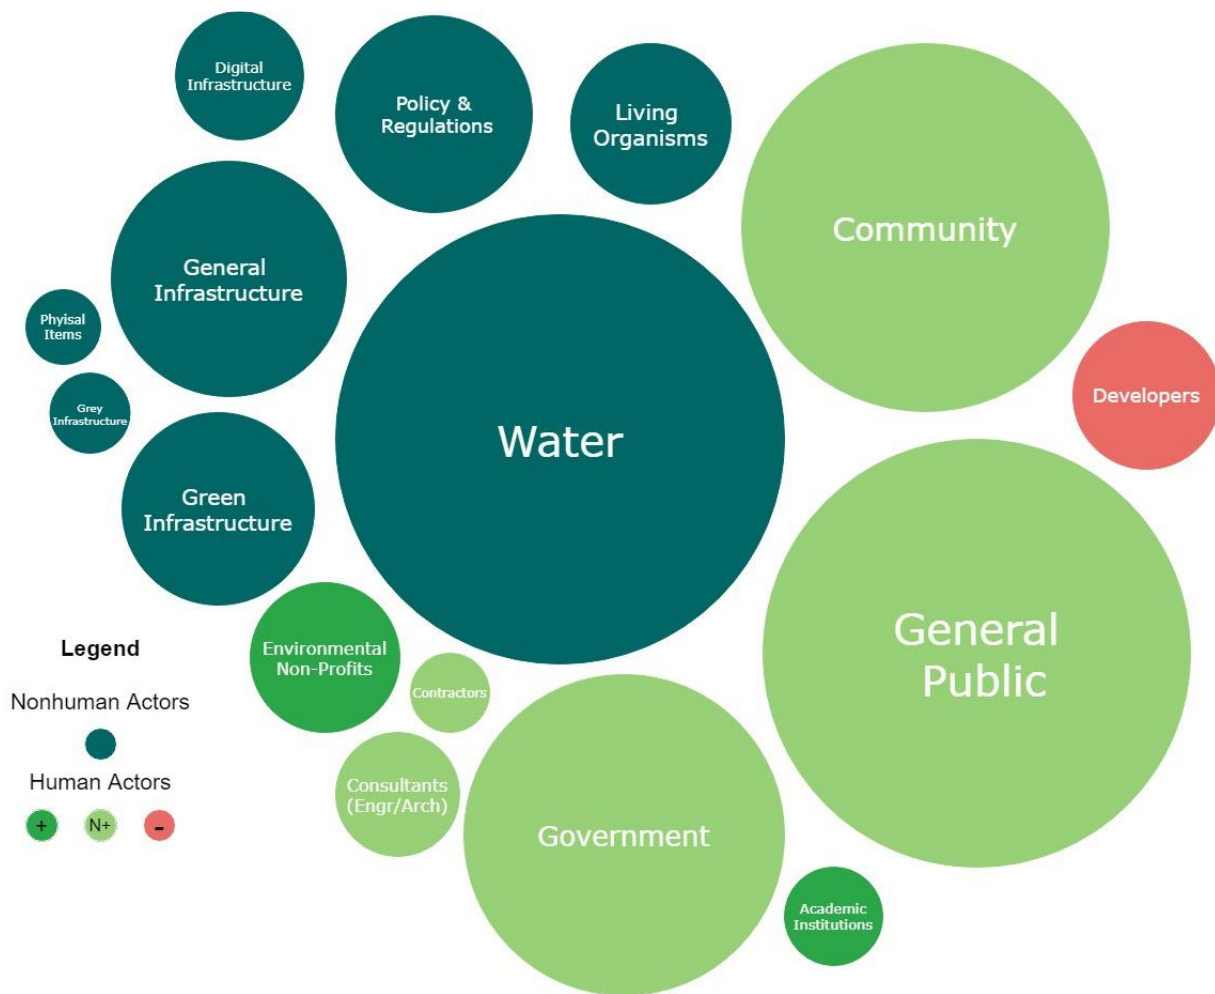 Digital
Infrastructure
Policy &
Regulations
Living
Organisms
Community
General
Infrastructure
Phyisal
Items
Developers
Grey
Infrastructure
Water
Green
Infrastructure
General
Public
Environmental
Non-Profits
Contractors
Consultants
(Engr/Arch)
Government
Academic
Institutions
Legend
Nonhuman Actors
Human Actors
+ N+ -